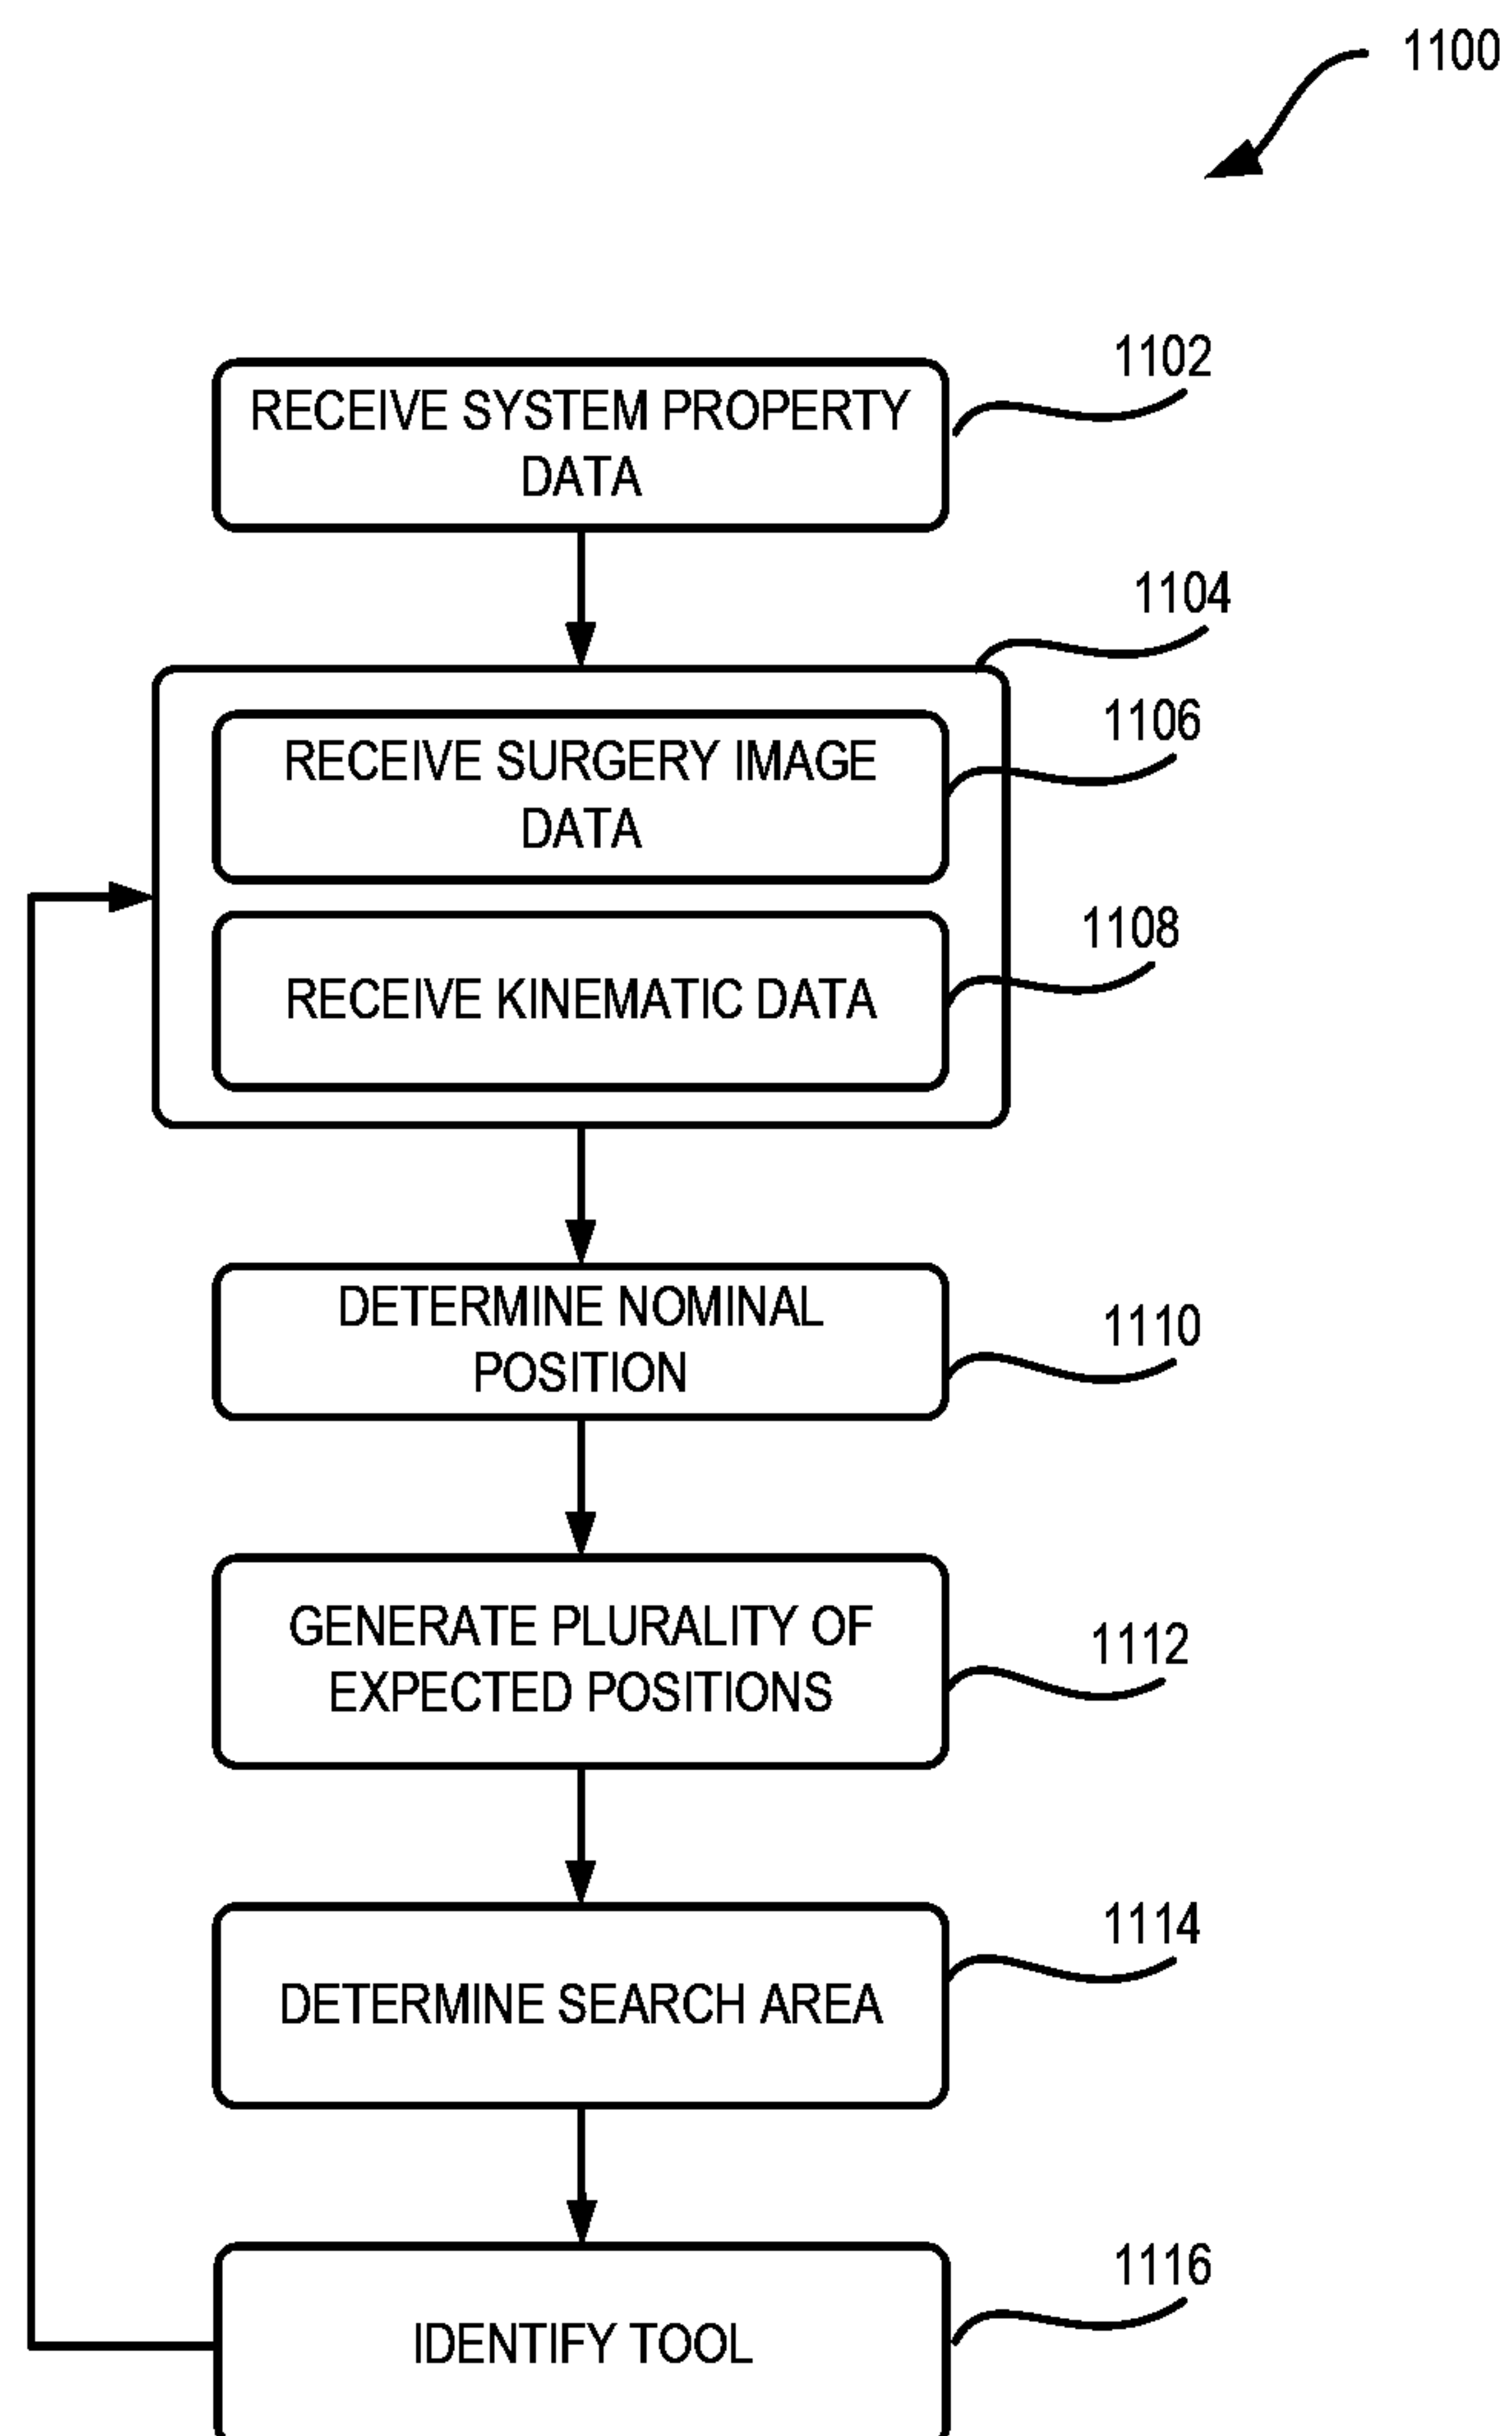 1100
1102
RECEIVE SYSTEM PROPERTY
DATA
1104
1106
RECEIVE SURGERY IMAGE
DATA
1108
RECEIVE KINEMATIC DATA
1110
DETERMINE NOMINAL
POSITION
1112
GENERATE PLURALITY OF
EXPECTED POSITIONS
1114
DETERMINE SEARCH AREA
1116
IDENTIFY TOOL